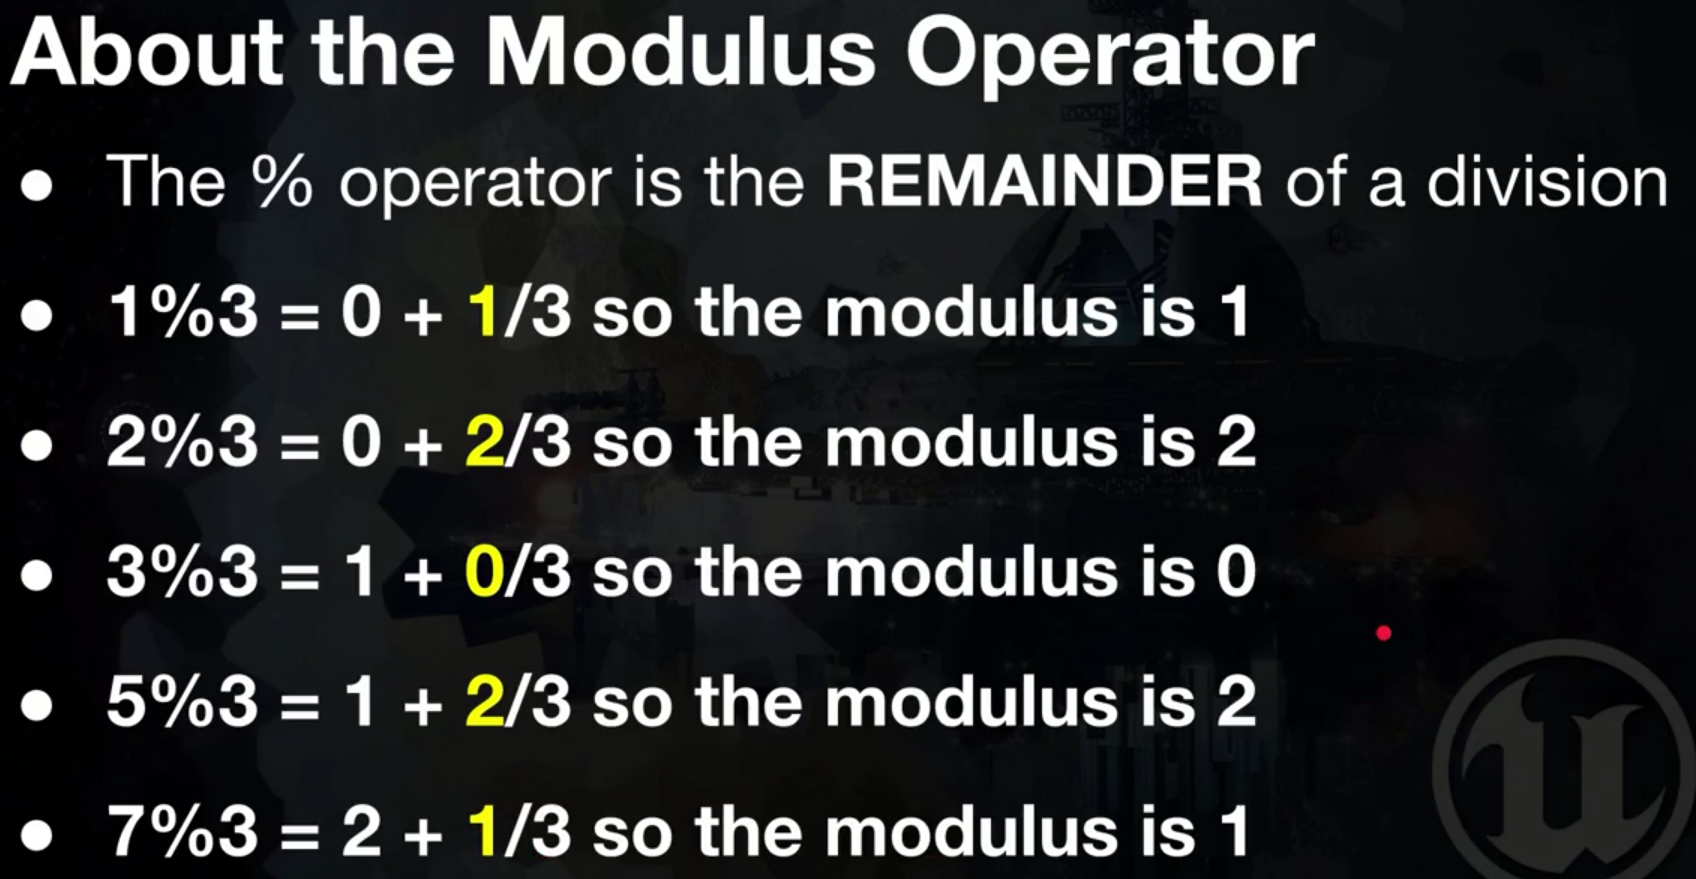 About the Modulus Operator
• The % operator is the REMAINDER of a division
• 1%3 = 0 + 1/3 so the modulus is 1
• 2%3 = 0 + 2/3 so the modulus is 2
• 3%3 = 1 + 0/3 so the modulus is 0
• 5%3 = 1 + 2/3 so the modulus is 2
• 7%3 = 2 + 1/3 so the modulus is 1